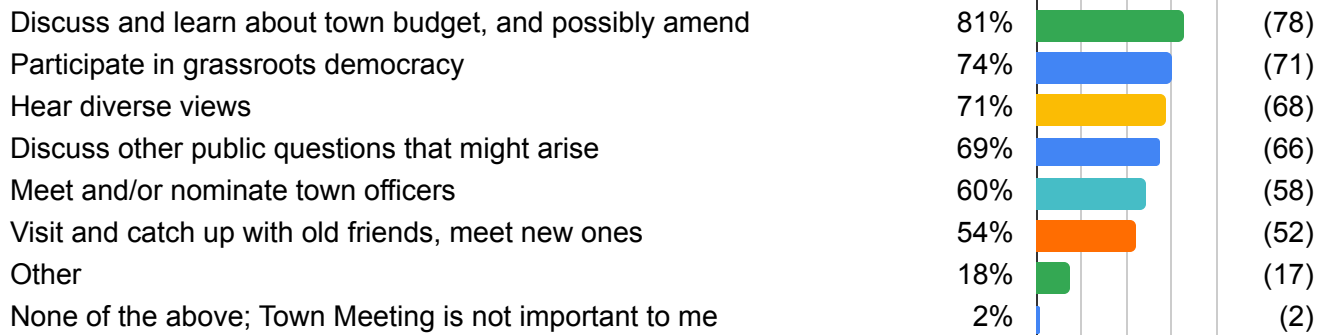 Discuss and learn about town budget, and possibly amend 81% (78)
Participate in grassroots democracy 74% (71)
Hear diverse views 71% (68)
Discuss other public questions that might arise 69% (66)
Meet and/or nominate town officers 60% (58)
Visit and catch up with old friends, meet new ones 54% (52)
Other 18% (17)
None of the above; Town Meeting is not important to me 2% (2)